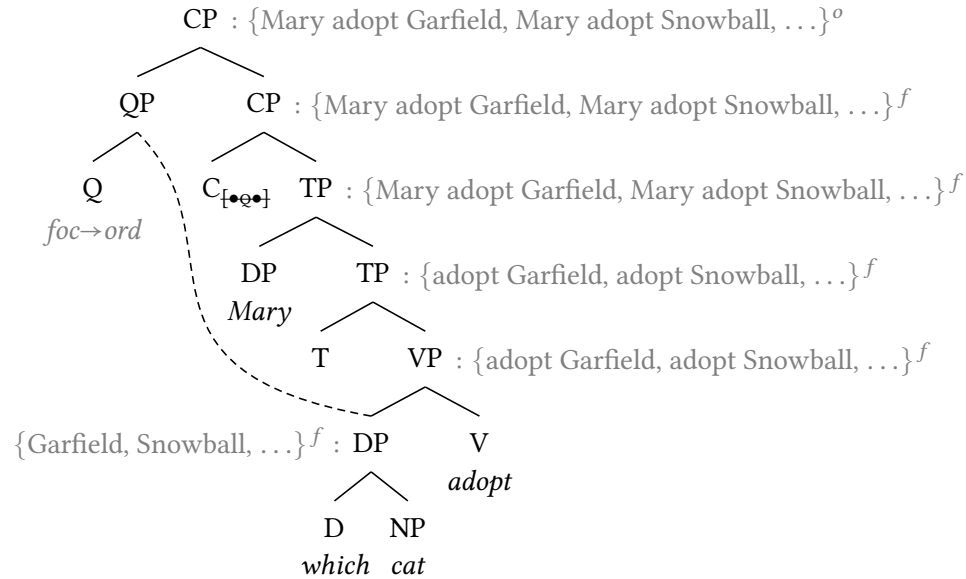 CP : {Mary adopt Garfield, Mary adopt Snowball, …}ᵒ
QP CP : {Mary adopt Garfield, Mary adopt Snowball, …}ᶠ
Q C[•Q•] TP : {Mary adopt Garfield, Mary adopt Snowball, …}ᶠ
foc→ord
DP TP : {adopt Garfield, adopt Snowball, …}ᶠ
Mary
T VP : {adopt Garfield, adopt Snowball, …}ᶠ
{Garfield, Snowball, …}ᶠ : DP V
adopt
D NP
which cat